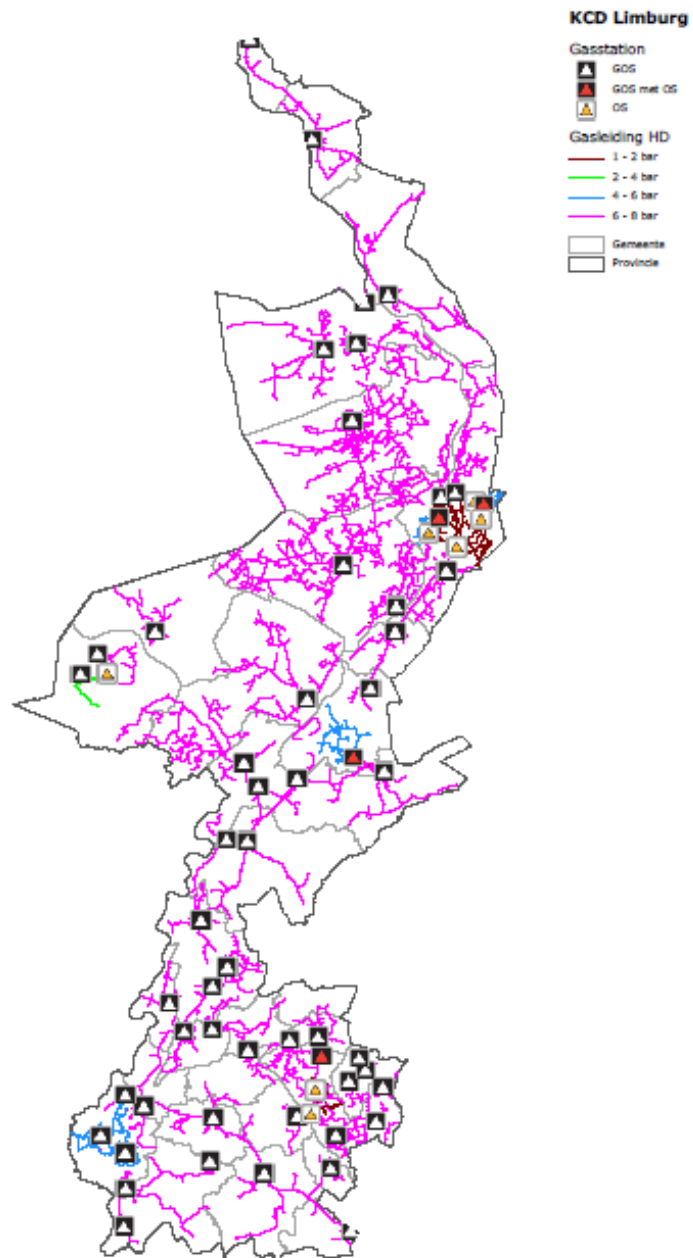 KCD Limburg
Gasstation
GOS
GOS met OS
OS
Gasleiding HD
1 - 2 bar
2 - 4 bar
4 - 6 bar
6 - 8 bar
Gemeente
Provincie